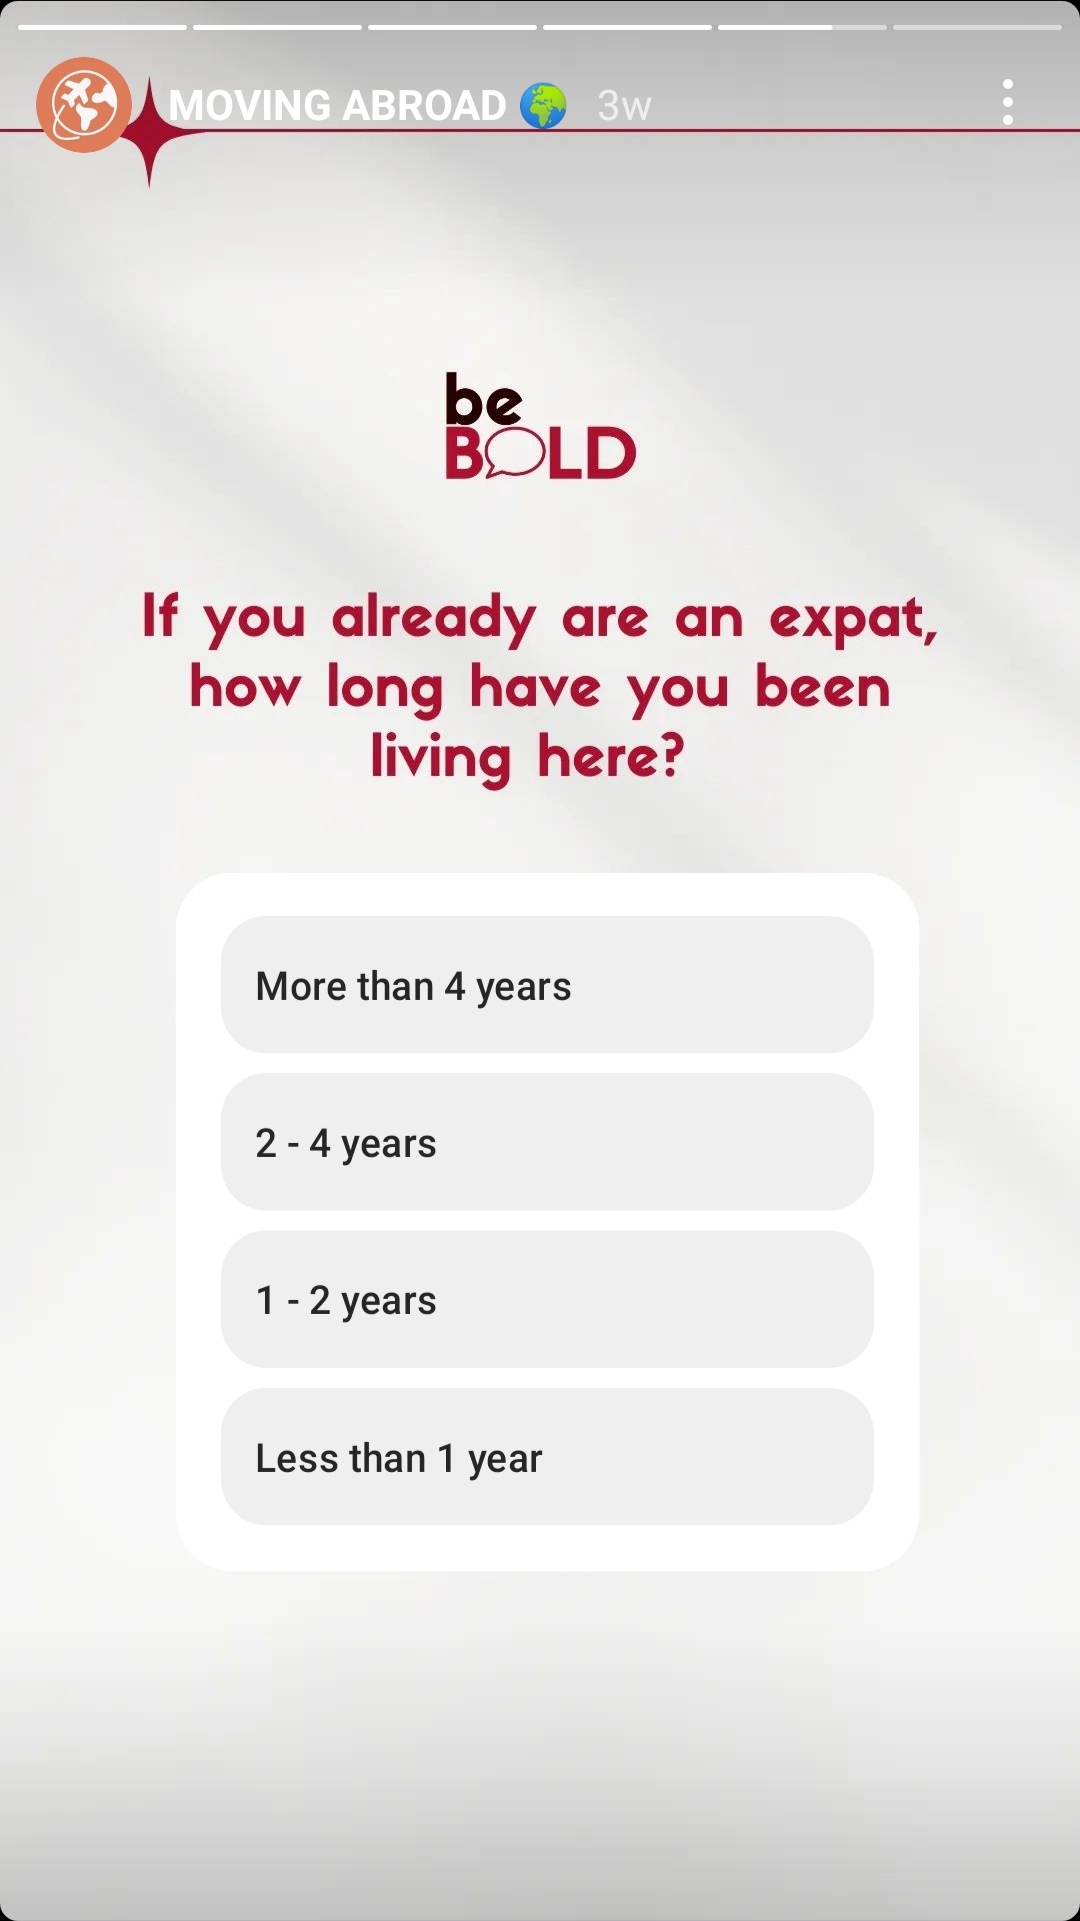 MOVING ABROAD 🌍 3w
be
BOLD
If you already are an expat,
how long have you been
living here?
More than 4 years
2 - 4 years
1 - 2 years
Less than 1 year